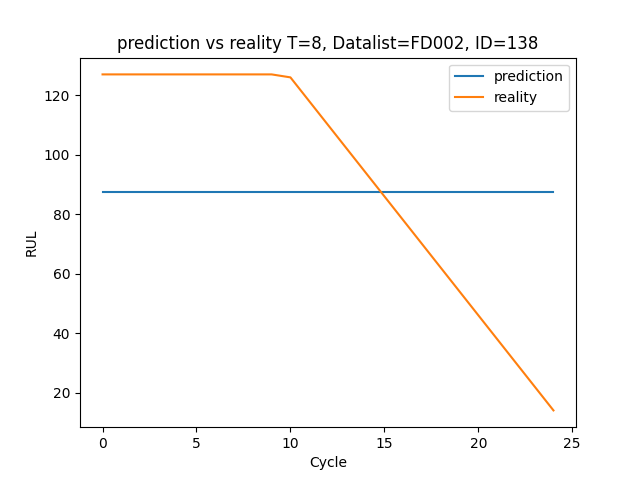 prediction vs reality T=8, Datalist=FD002, ID=138
prediction
reality
120
100
80
60
40
20
RUL
0 5 10 15 20 25
Cycle